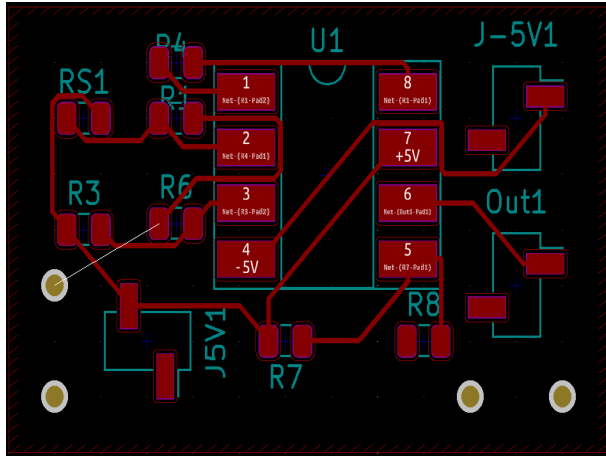 R4
U1
J-5V1
RS1
1
Net-(R1-Pad2)
8
Net-(R1-Pad1)
2
Net-(R4-Pad1)
7
+5V
R3
R6
3
Net-(R3-Pad2)
6
Net-(Out1-Pad1)
Out1
4
-5V
5
Net-(R7-Pad1)
J5V1
R8
R7